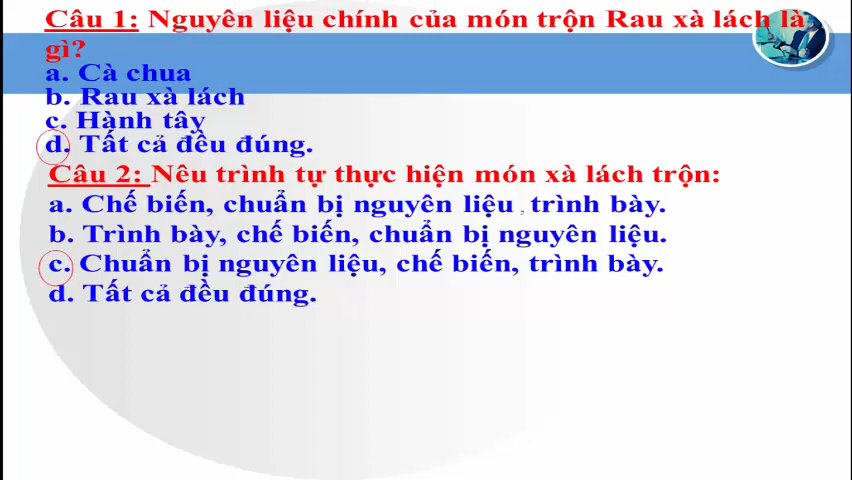 Câu 1: Nguyên liệu chính của món trộn Rau xà lách là
gì?
a. Cà chua
b. Rau xà lách
c. Hành tây
d. Tất cả đều đúng.
Câu 2: Nêu trình tự thực hiện món xà lách trộn:
a. Chế biến, chuẩn bị nguyên liệu , trình bày.
b. Trình bày, chế biến, chuẩn bị nguyên liệu.
c. Chuẩn bị nguyên liệu, chế biến, trình bày.
d. Tất cả đều đúng.